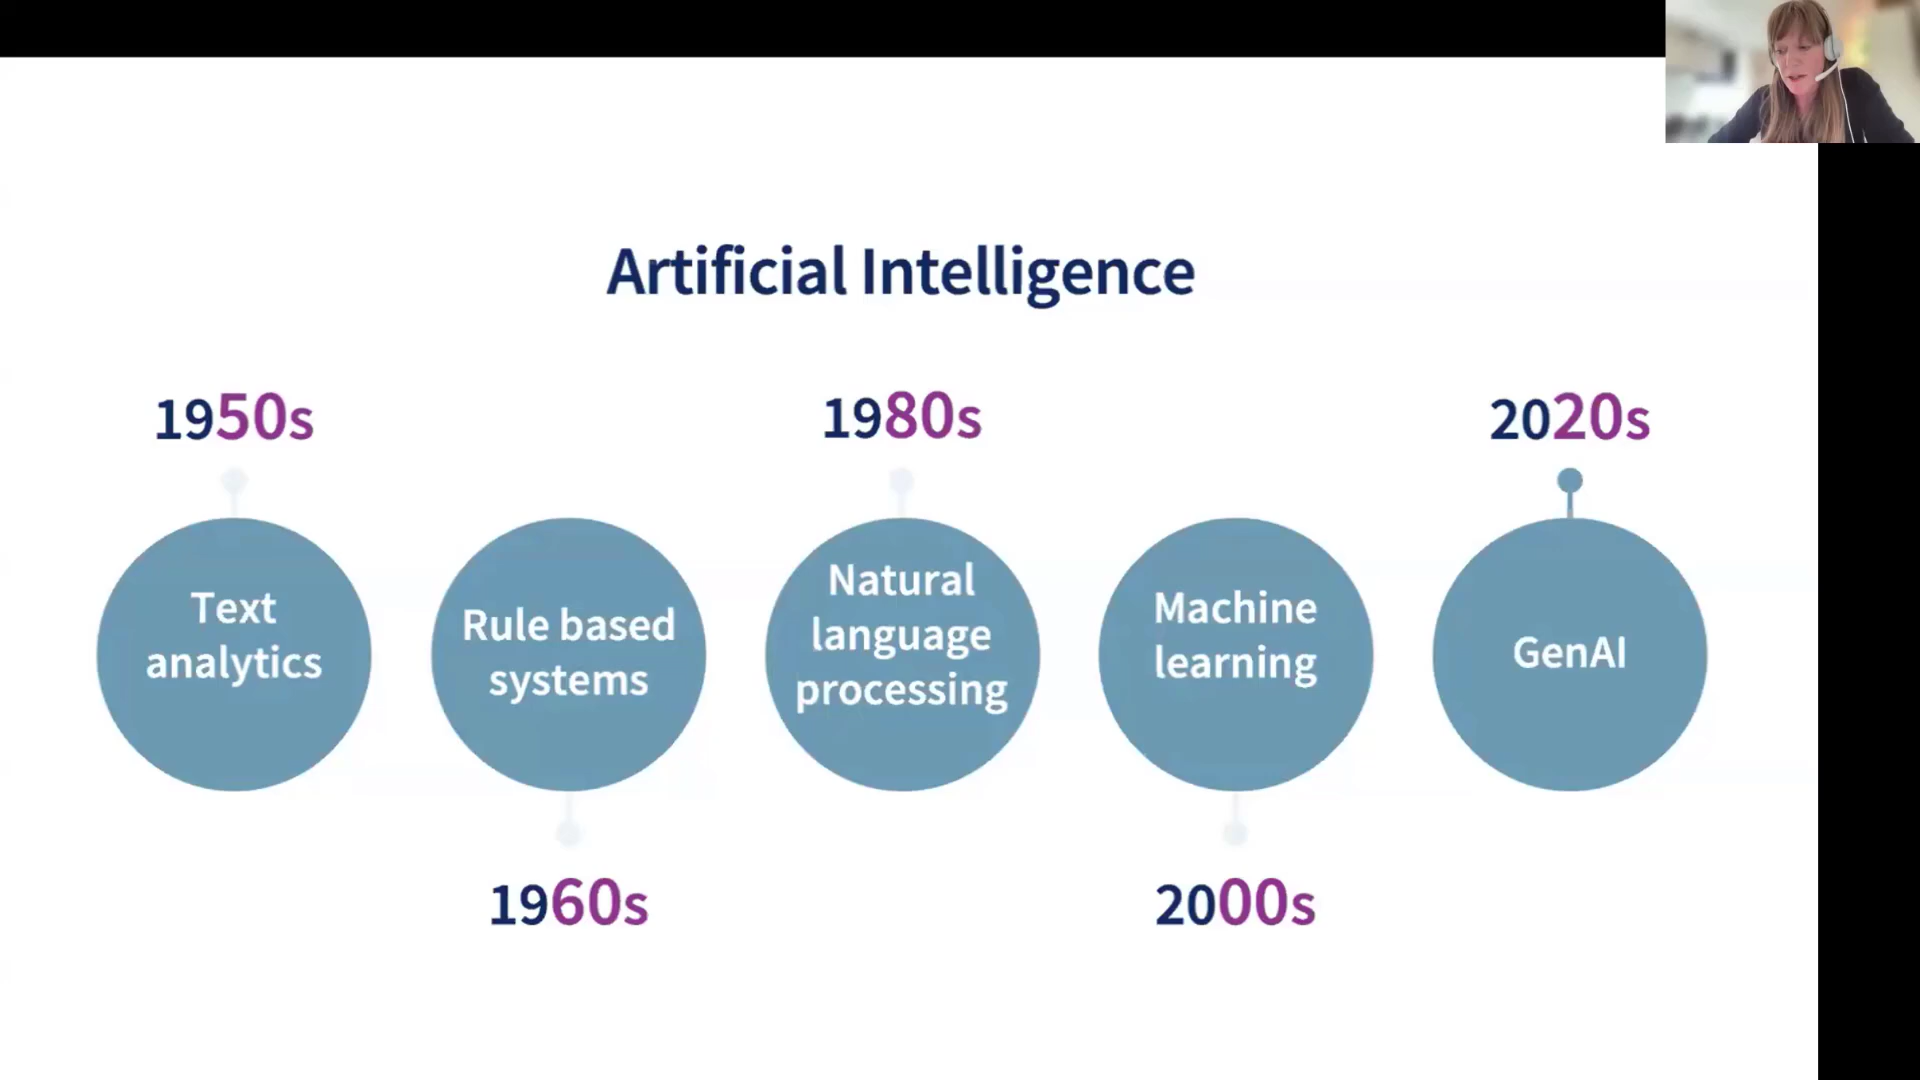 Artificial Intelligence
1950s
1980s
2020s
Text
analytics
Rule based
systems
Natural
language
processing
Machine
learning
GenAI
1960s
2000s